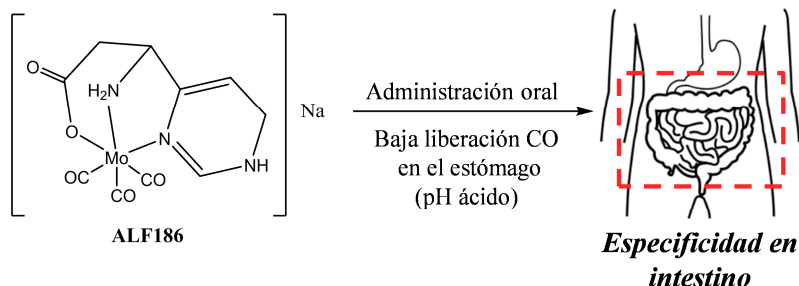 O
H₂N
O
N
NH
Mo
OC
CO
CO
Na
ALF186
Administración oral
Baja liberación CO
en el estómago
(pH ácido)
Especificidad en
intestino